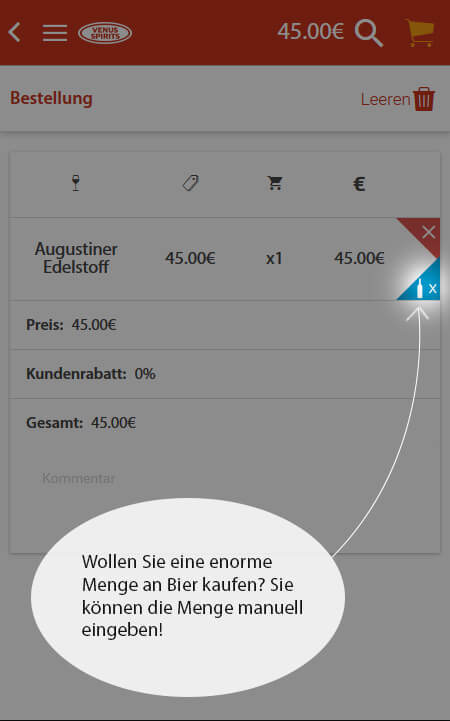 VENUS
SPIRITS
45.00€
Bestellung
Leeren
€
Augustiner
Edelstoff
45.00€
x1
45.00€
x
Preis: 45.00€
Kundenrabatt: 0%
Gesamt: 45.00€
Kommentar
Wollen Sie eine enorme
Menge an Bier kaufen? Sie
können die Menge manuell
eingeben!